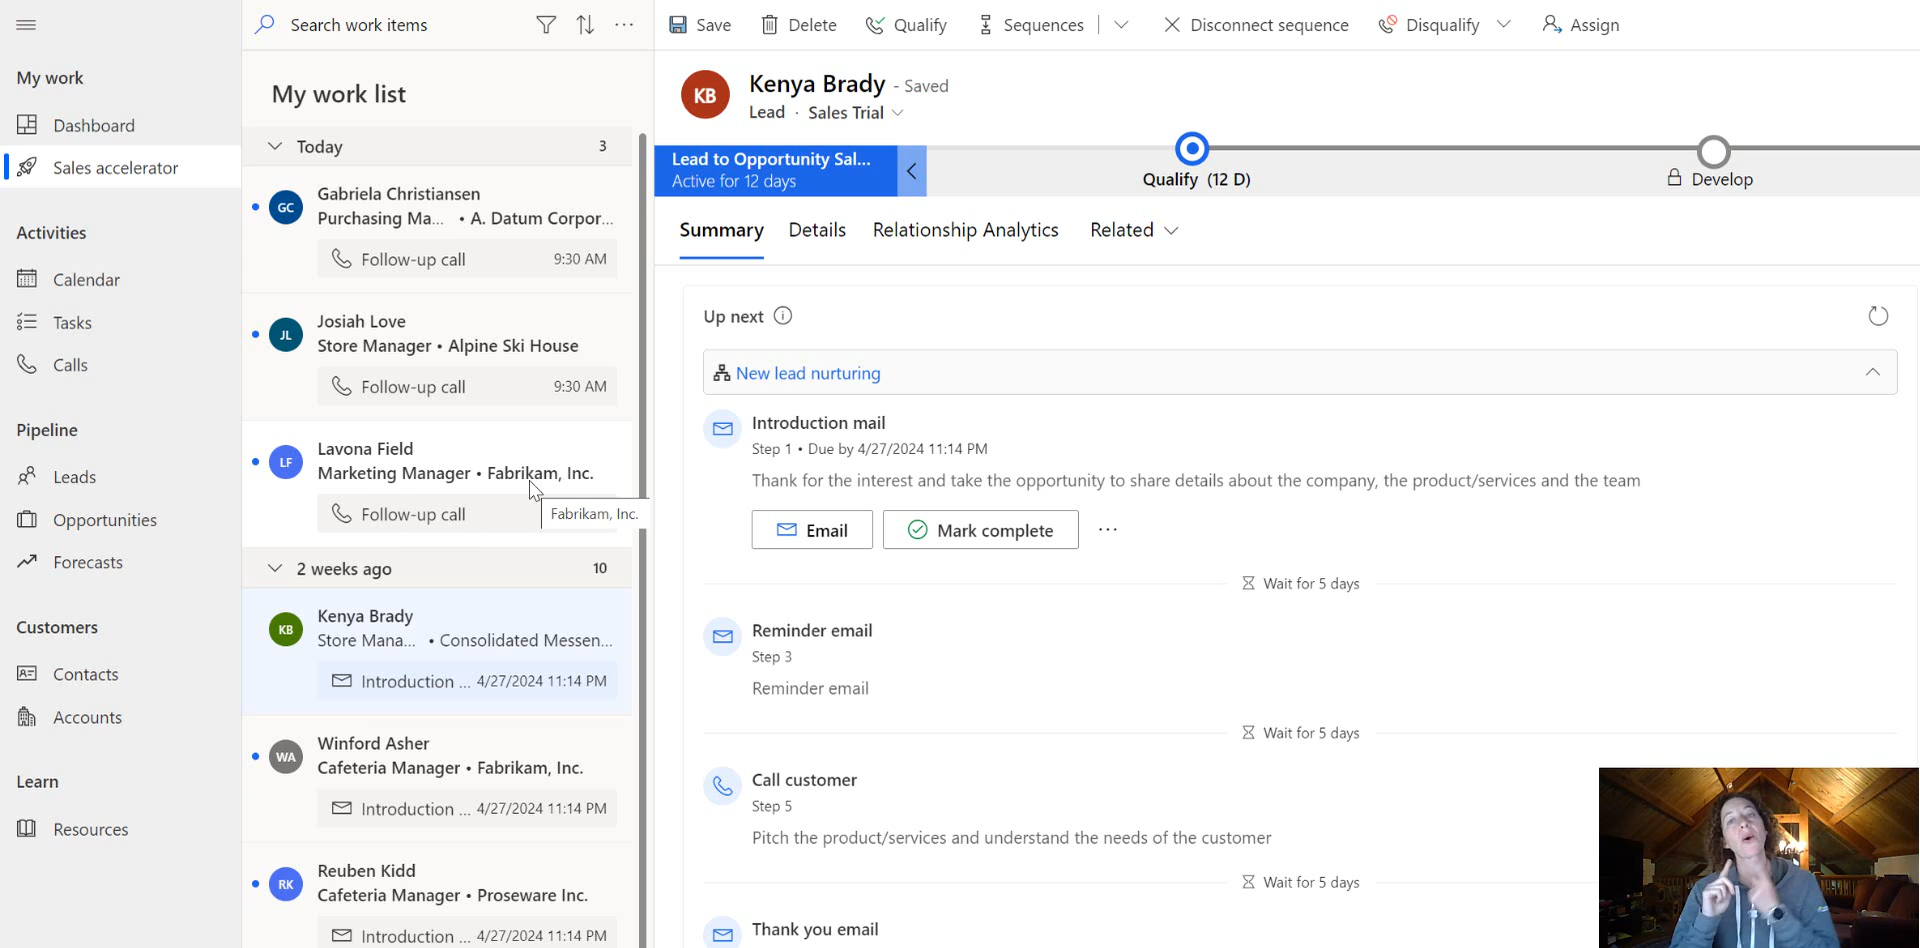 My work
Dashboard
Sales accelerator
Activities
Calendar
Tasks
Calls
Pipeline
Leads
Opportunities
Forecasts
Customers
Contacts
Accounts
Learn
Resources
Search work items
My work list
Today 3
GC
Gabriela Christiansen
Purchasing Ma... • A. Datum Corpor...
Follow-up call 9:30 AM
JL
Josiah Love
Store Manager • Alpine Ski House
Follow-up call 9:30 AM
LF
Lavona Field
Marketing Manager • Fabrikam, Inc.
Follow-up call
Fabrikam, Inc.
2 weeks ago 10
KB
Kenya Brady
Store Mana... • Consolidated Messen...
Introduction ... 4/27/2024 11:14 PM
WA
Winford Asher
Cafeteria Manager • Fabrikam, Inc.
Introduction ... 4/27/2024 11:14 PM
RK
Reuben Kidd
Cafeteria Manager • Proseware Inc.
Introduction ... 4/27/2024 11:14 PM
Save Delete Qualify Sequences Disconnect sequence Disqualify Assign
KB
Kenya Brady - Saved
Lead · Sales Trial
Lead to Opportunity Sal...
Active for 12 days
Qualify (12 D)
Develop
Summary Details Relationship Analytics Related
Up next
New lead nurturing
Introduction mail
Step 1 • Due by 4/27/2024 11:14 PM
Thank for the interest and take the opportunity to share details about the company, the product/services and the team
Email Mark complete ...
Wait for 5 days
Reminder email
Step 3
Reminder email
Wait for 5 days
Call customer
Step 5
Pitch the product/services and understand the needs of the customer
Wait for 5 days
Thank you email